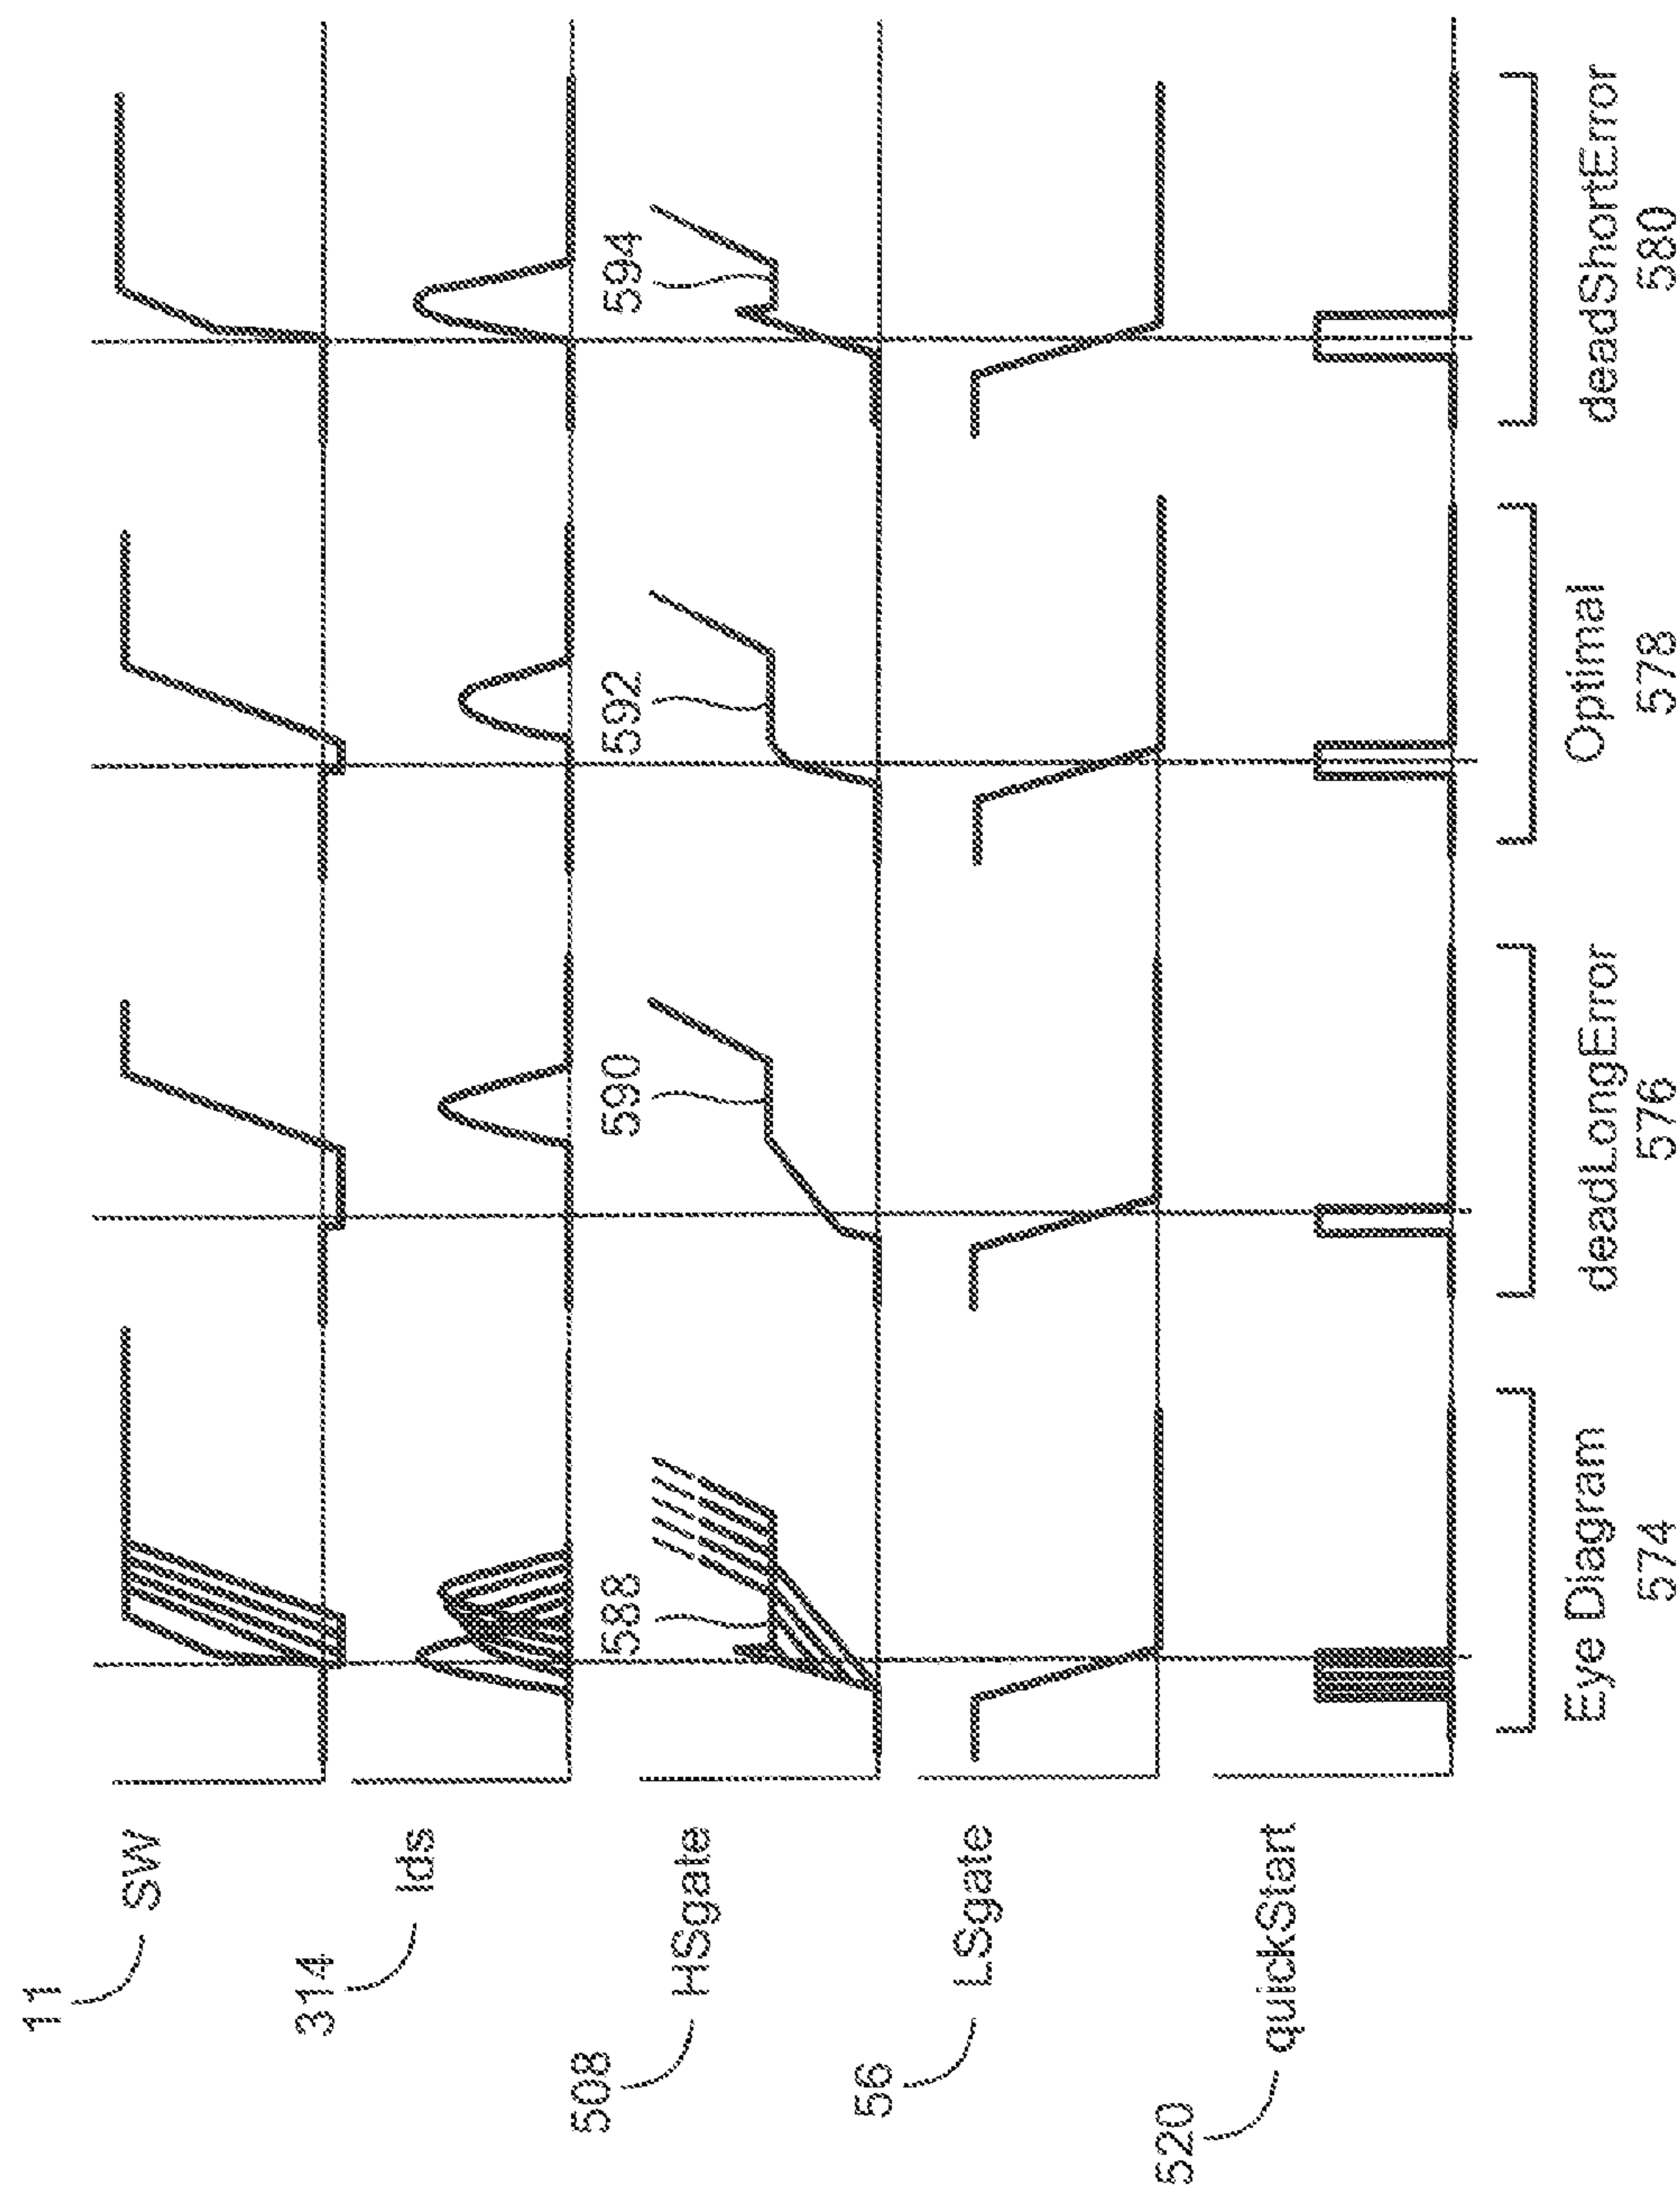 11
SW
314
Ids
508
HSgate
588
590
592
594
56
LSgate
520
quickStart
Eye Diagram
574
deadLongError
576
Optimal
578
deadShortError
580